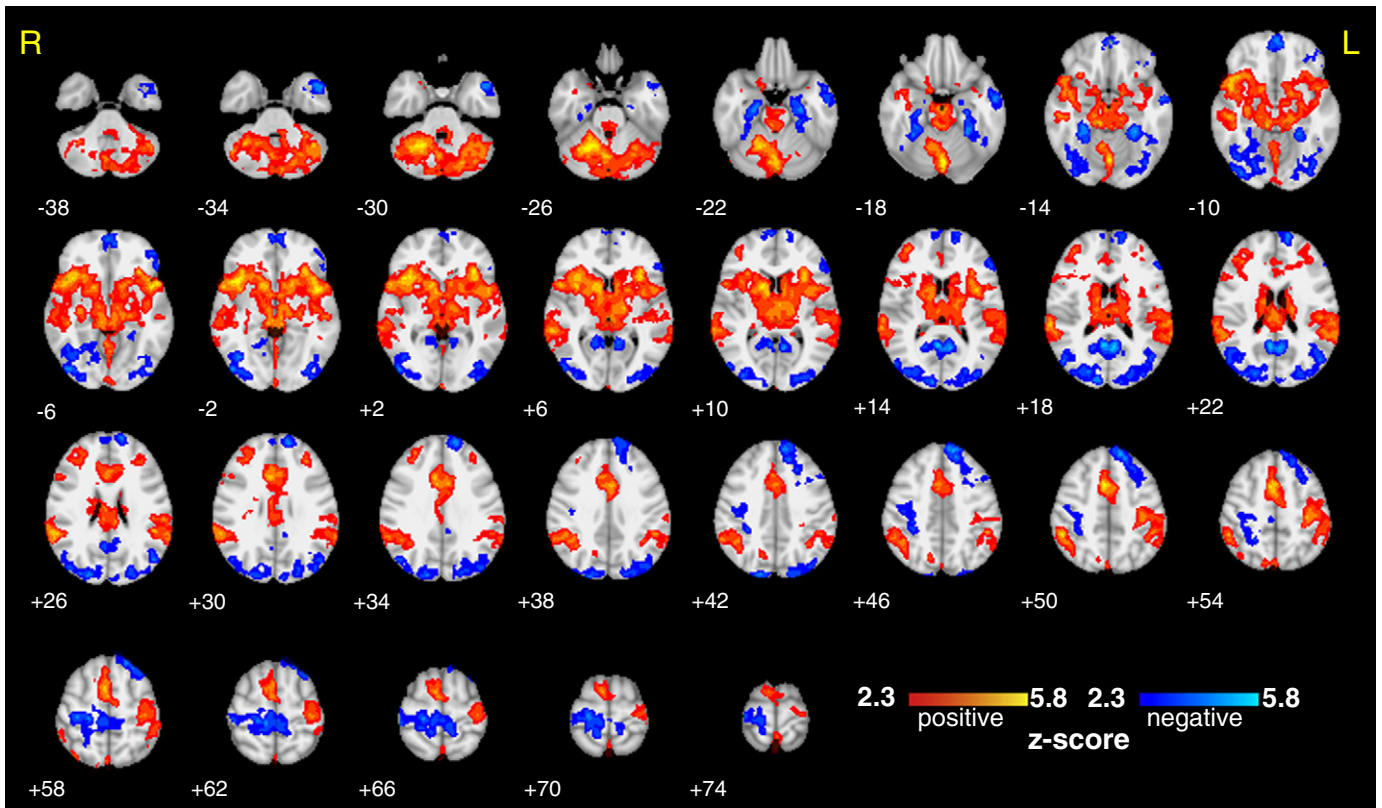 R L
-38 -34 -30 -26 -22 -18 -14 -10
-6 -2 +2 +6 +10 +14 +18 +22
+26 +30 +34 +38 +42 +46 +50 +54
2.3 5.8 2.3 5.8
positive negative
z-score
+58 +62 +66 +70 +74